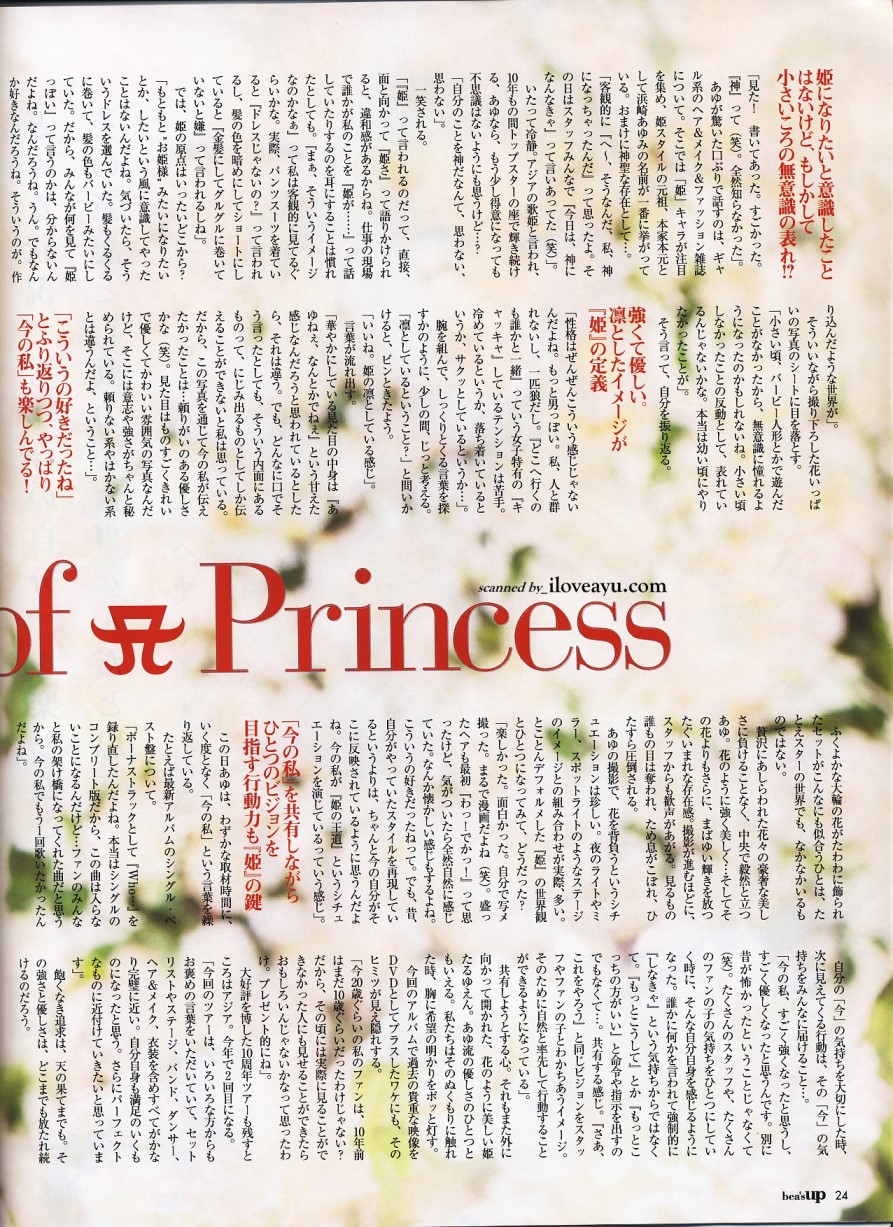 姫になりたいと意識したこと
はないけど、もしかして
小さいころの無意識の表れ!?
「見た! 書いてあった。すごかった。
『神』って（笑）。全然知らなかった」。
あゆが驚いた口ぶりで話すのは、ギャ
ル系のヘア&メイク&ファッション雑誌
について。そこでは「姫」キャラが注目
を集め、姫スタイルの元祖、本家本元と
して浜崎あゆみの名前が一番に挙がって
いる。おまけに神聖な存在として…。
「客観的に『へ〜、そうなんだ、私、神
になっちゃったんだ』って思ったよ。そ
の日はスタッフみんなで『今日は、神に
なんなきゃ』って言いあってた（笑）」。
いたって冷静。アジアの歌姫と言われ、
10年もの間トップスターの座で輝き続け
る、あゆなら、もう少し得意になっても
不思議はないようにも思うけど…？
「自分のことを神だなんて、思わない、
思わない」。
一笑される。
「『姫』って言われるのだって、直接、
面と向かって『姫さ』って語りかけられ
ると、違和感があるからね。仕事の現場
で誰かが私のことを『姫が……』って話
していたりするのを耳にすることは慣れ
たとしても。『まぁ、そういうイメージ
なのかなぁ』って私は客観的に見てるぐ
らいかな。実際、パンツスーツを着てい
ると『ドレスじゃないの？』って言われ
るし、髪の色を暗めにしてショートにし
ていると『金髪にしてグルグルに巻いて
いないと嫌』って言われるしね」。
では、姫の原点はいったいどこから？
「もともと“お姫様”みたいになりたい
とか、したいという風に意識してやった
ことはないんだよね。気づいたら、そう
いうドレスを選んでいた。髪もくるくる
に巻いて、髪の色もバービーみたいにし
ていた。だから、みんなが何を見て『姫
っぽい』って言うのかは、分からないん
だよね。なんだろうね。うん。でもなん
か好きなんだろうね。そういうのが。作
り込んだような世界が」。
そういいながら撮り下ろした花いっぱ
いの写真のシートに目を落とす。
「小さい頃、バービー人形とかで遊んだ
ことがなかったから、無意識に憧れるよ
うになったのかもしれないね。小さい頃
しなかったことの反動として、表れてい
るんじゃないかな。本当は幼い頃にやり
たかったことが」。
そう言って、自分を振り返る。
強くて優しい。
凛としたイメージが
『姫』の定義
「性格はぜんぜんこういう感じじゃない
んだよね。もっと男っぽい。私、人と群
れないし、一匹狼だし。『どこへ行くの
も誰かと一緒』っていう女子特有の『キ
ャッキャ』しているテンションは苦手。
冷めているというか、落ち着いていると
いうか、サクッとしているというか…」。
腕を組んで、しっくりとくる言葉を探
すかのように、少しの間、じっと考える。
「凛としているということ？」と問いか
けると、ピンときたよう。
「いいね。姫の凛としている感じ」。
言葉が流れ出す。
「華やかにしている見た目の中身は『あ
ゆねぇ、なんとかでねぇ』という甘えた
感じなんだろうと思われているとした
ら、それは違う。でも、どんなに口でそ
う言ったとしても、そういう内面にある
ものって、にじみ出るものとしてしか伝
えることができないと私は思っている。
だから、この写真を通じて今の私が伝え
たかったことは…頼りがいのある優しさ
かな（笑）。見た目はものすごくきれい
で優しくてかわいい雰囲気の写真なんだ
けど、そこには意志や強さがちゃんと秘
められている。頼りない系やはかない系
とは違うんだよ、ということ…」。
「こういうの好きだったね」
とふり返りつつ、やっぱり
「今の私」も楽しんでる！
scanned by_iloveayu.com
of Princess
ふくよかな大輪の花がたわわに飾られ
たセットがこんなにも似合うひとは、た
とえスターの世界でも、なかなかいるも
のではない。
贅沢にあしらわれた花々の豪奢な美し
さに負けることなく、中央で毅然と立つ
あゆ。花のように強く美しく…そしてそ
の花よりもさらに、まばゆい輝きを放つ
たぐいまれな存在感。撮影が進むほどに、
スタッフからも歓声があがる。見るもの
誰もの目は奪われ、ため息がこぼれ、ひ
たすら圧倒される。
あゆの撮影で、花を背負うというシチ
ュエーションは珍しい。夜のライトやミ
ラー、スポットライトのようなステージ
のイメージとの組み合わせが実際、多い。
とことんデフォルメした『姫』の世界観
とひとつになってみて、どうだった？
「楽しかった。面白かった。自分で写メ
撮った。まるで漫画だよね（笑）。盛っ
たヘアも最初『わっ！でかっ！』って思
ったけど、気がついたら全然自然に感じ
ていた。なんか懐かしい感じもするよね。
こういうの好きだったねって。でも、昔、
自分がやっていたスタイルを再現してい
るというよりは、ちゃんと今の自分がそ
こに反映されているように思うんだよ
ね。今の私が『姫の王道』というシチュ
エーションを演じているっていう感じ」。
「今の私」を共有しながら
ひとつのビジョンを
目指す行動力も『姫』の鍵
この日あゆは、わずかな取材時間に、
いく度となく「今の私」という言葉を繰
り返している。
たとえば最新アルバムのシングル・ベ
スト盤について。
「ボーナストラックとして『Who...』を
録り直したんだよね。本当はシングルの
コンプリート版だから、この曲は入らな
いことになるんだけど…ファンのみんな
と私の架け橋になってくれた曲だと思う
から。今の私でもう一回歌いたかったん
だよね」。
自分の「今」の気持ちを大切にした時、
次に見えてくる行動は、その「今」の気
持ちをみんなに届けること…。
「今の私、すごく強くなったと思うし、
すごく優しくなったと思うんです。別に
昔が怖かったということじゃなくて
（笑）。たくさんのスタッフや、たくさん
のファンの子の気持ちをひとつにしてい
く時に、そんな自分自身を感じるように
なった。誰かに何かを言われて強制的に
『しなきゃ』という気持ちからではなく
て。『もっとこうして』とか『もっとこ
っちの方がいい』と命令や指示を出すの
でもなくて…。共有する感じ。『さあ、
これをやろう』と同じビジョンをスタッ
フやファンの子とわかちあうイメージ。
そのために自然と率先して行動すること
ができるようになっている」。
共有しようとする心。それもまた外に
向かって開かれた、花のように美しい姫
たるゆえん。あゆ流の優しさのひとつと
もいえる。私たちはそのぬくもりに触れ
た時、胸に希望の明かりをポッと灯す。
今回のアルバムで過去の貴重な映像を
DVDとしてプラスしたワケにも、その
ヒミツが見え隠れする。
「今20歳ぐらいの私のファンは、10年前
はまだ10歳ぐらいだったわけじゃない？
だから、その頃には実際に見ることがで
きなかった人にも見せることができたら
おもしろいんじゃないかなって思ったわ
け。プレゼント的にね」。
大好評を博した10周年ツアーも残すと
ころはアジア。今年で2回目になる。
「今回のツアーは、いろいろな方からも
お褒めの言葉をいただいていて、セット
リストやステージ、バンド、ダンサー、
ヘア&メイク、衣装を含めすべてがかな
り完璧に近い。自分自身も満足のいくも
のになったと思う。さらにパーフェクト
なものに近付けていきたいと思っていま
す」。
飽くなき追求は、天の果てまでも。そ
の強さと優しさは、どこまでも放たれ続
けるのだろう。
bea'sup 24